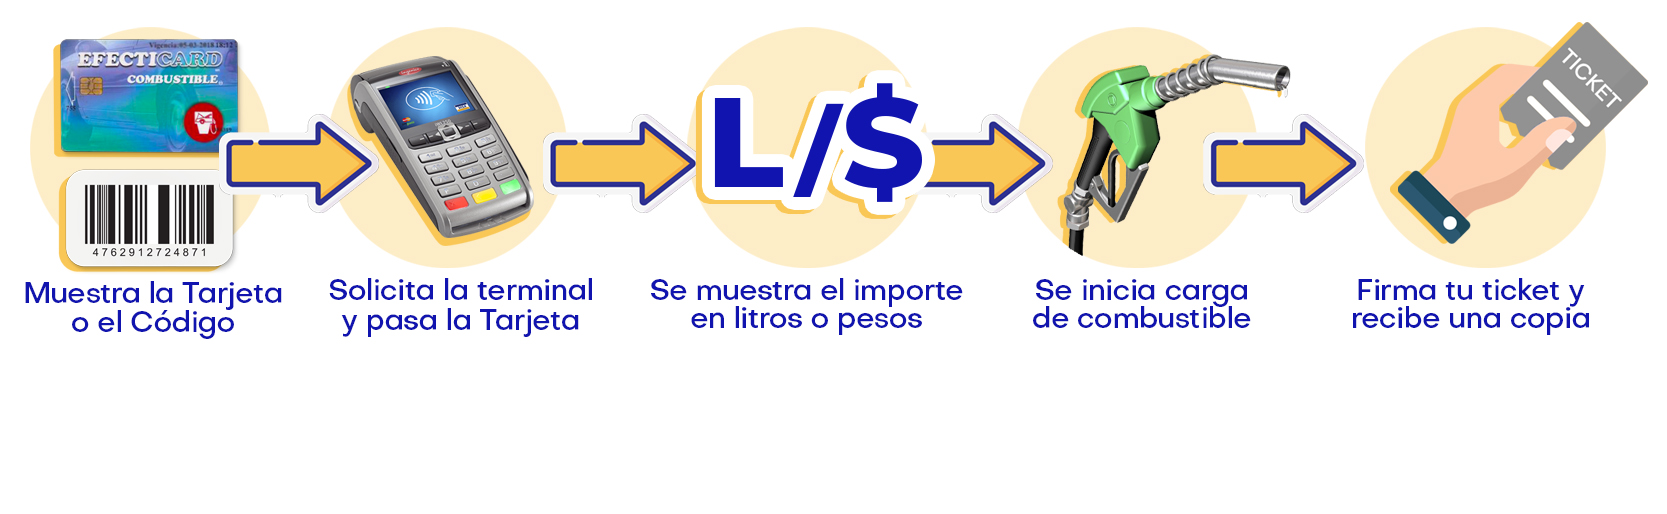 Vigencia:05-03-2018 18:12
EFECTICARD
COMBUSTIBLE
4762912724871
L/$
TICKET
Muestra la Tarjeta
o el Código
Solicita la terminal
y pasa la Tarjeta
Se muestra el importe
en litros o pesos
Se inicia carga
de combustible
Firma tu ticket y
recibe una copia